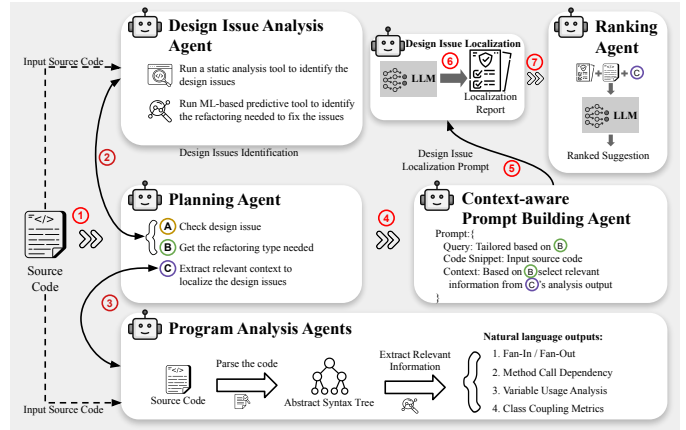 Design Issue Analysis
Agent
Input Source Code
Run a static analysis tool to identify the
design issues
Run ML-based predictive tool to identify
the refactoring needed to fix the issues
Design Issues Identification
Design Issue Localization
LLM
6
Localization
Report
7
Ranking
Agent
+ + C
LLM
Ranked Suggestion
2
Design Issue
Localization Prompt
5
1
</>
Source
Code
Planning Agent
A Check design issue
B Get the refactoring type needed
C Extract relevant context to
localize the design issues
4
Context-aware
Prompt Building Agent
Prompt:{
Query: Tailored based on B
Code Snippet: Input source code
Context: Based on B select relevant
information from C's analysis output
}
3
Program Analysis Agents
</>
Source Code
Parse the code
Abstract Syntax Tree
Extract Relevant
Information
Natural language outputs:
1. Fan-In / Fan-Out
2. Method Call Dependency
3. Variable Usage Analysis
4. Class Coupling Metrics
Input Source Code